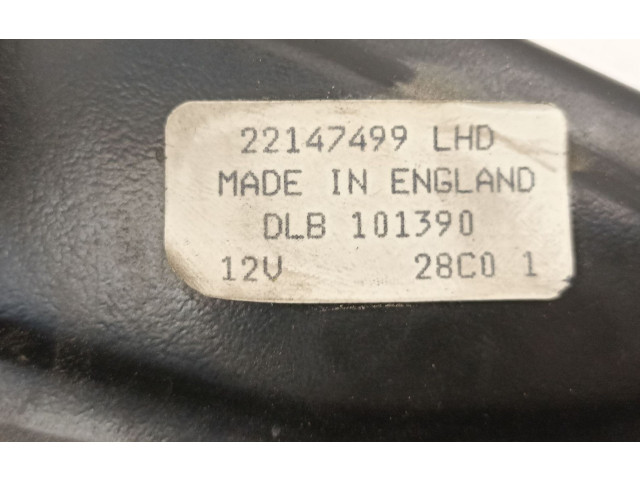 22147499 LHD
MADE IN ENGLAND
DLB 101390
12V 28C0 1